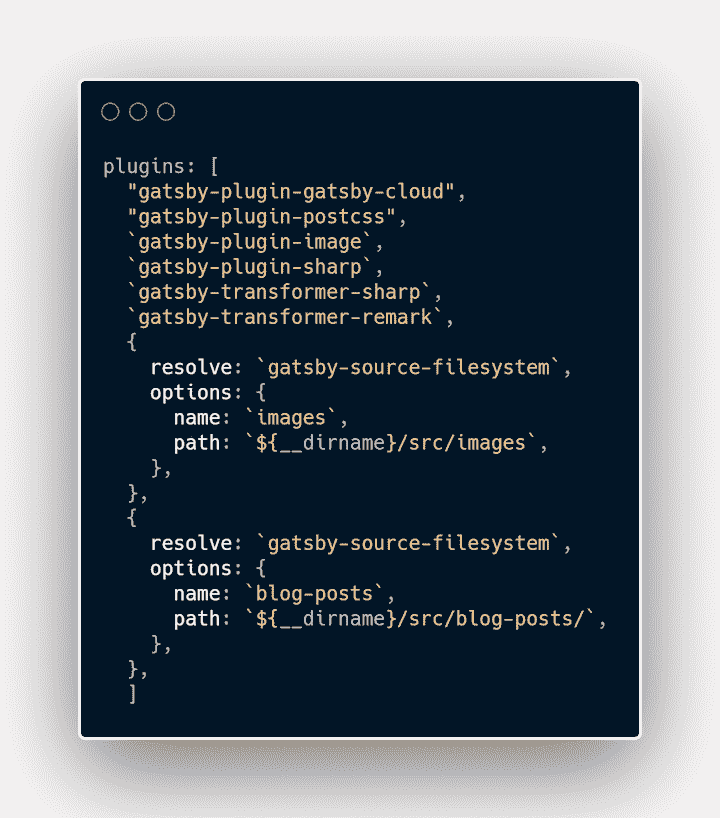 plugins: [
  "gatsby-plugin-gatsby-cloud",
  "gatsby-plugin-postcss",
  `gatsby-plugin-image`,
  `gatsby-plugin-sharp`,
  `gatsby-transformer-sharp`,
  `gatsby-transformer-remark`,
  {
    resolve: `gatsby-source-filesystem`,
    options: {
      name: `images`,
      path: `${__dirname}/src/images`,
    },
  },
  {
    resolve: `gatsby-source-filesystem`,
    options: {
      name: `blog-posts`,
      path: `${__dirname}/src/blog-posts/`,
    },
  },
  ]